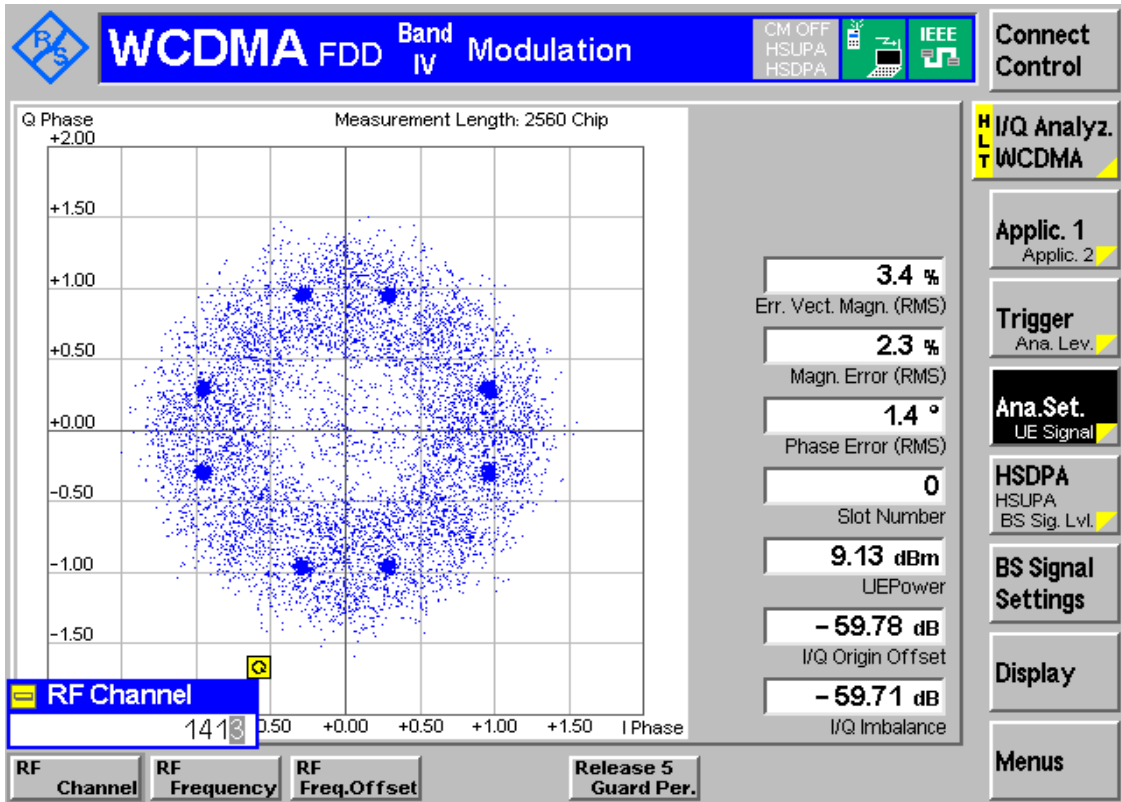 R/S
WCDMA FDD Band IV Modulation
CM OFF
HSUPA
HSDPA
IEEE
Connect Control
Q Phase
Measurement Length: 2560 Chip
+2.00
+1.50
+1.00
+0.50
+0.00
-0.50
-1.00
-1.50
0.50 +0.00 +0.50 +1.00 +1.50 I Phase
Q
RF Channel
1413
3.4 %
Err. Vect. Magn. (RMS)
2.3 %
Magn. Error (RMS)
1.4 °
Phase Error (RMS)
0
Slot Number
9.13 dBm
UEPower
-59.78 dB
I/Q Origin Offset
-59.71 dB
I/Q Imbalance
HLT
I/Q Analyz.
WCDMA
Applic. 1
Applic. 2
Trigger
Ana. Lev.
Ana.Set.
UE Signal
HSDPA
HSUPA
BS Sig. Lvl.
BS Signal
Settings
Display
Menus
RF
Channel
RF
Frequency
RF
Freq.Offset
Release 5
Guard Per.